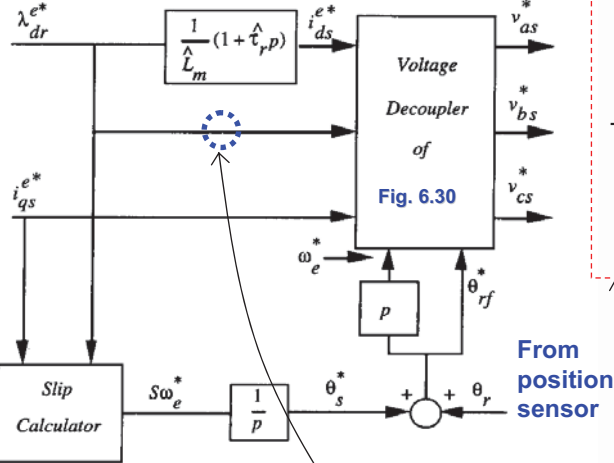 λ_dr^e*
1/L̂_m (1 + τ̂_r p)
i_ds^e*
v_as^*
Voltage
Decoupler
of
Fig. 6.30
v_bs^*
i_qs^e*
v_cs^*
ω_e^*
θ_rf^*
p
From
position
sensor
Slip
Calculator
Sω_e^*
1/p
θ_s^*
+
+
θ_r